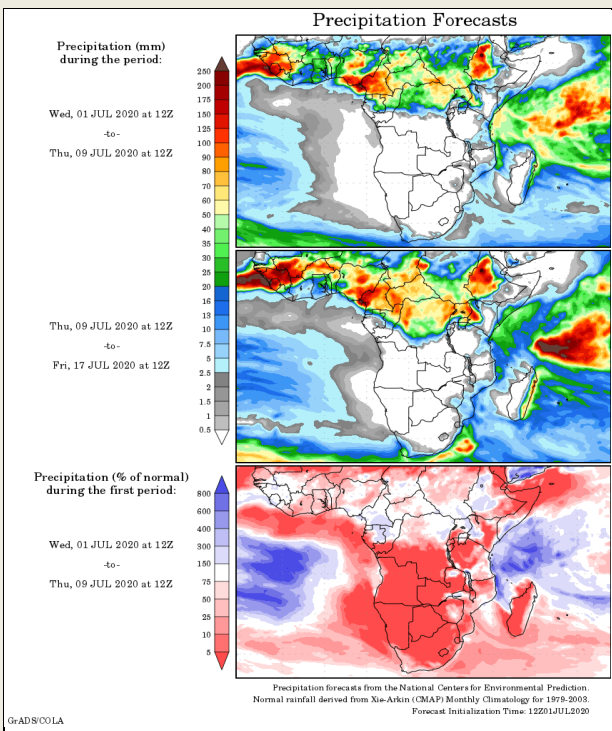 Precipitation Forecasts
Precipitation (mm)
during the period:
Wed, 01 JUL 2020 at 12Z
-to-
Thu, 09 JUL 2020 at 12Z
250
200
175
150
125
100
90
80
70
60
50
40
35
30
25
20
16
13
10
7.5
5
2.5
2
1.5
1
0.5
Thu, 09 JUL 2020 at 12Z
-to-
Fri, 17 JUL 2020 at 12Z
Precipitation (% of normal)
during the first period:
Wed, 01 JUL 2020 at 12Z
-to-
Thu, 09 JUL 2020 at 12Z
800
600
400
300
150
75
50
25
10
5
Precipitation forecasts from the National Centers for Environmental Prediction.
Normal rainfall derived from Xie-Arkin (CMAP) Monthly Climatology for 1979-2003.
Forecast Initialization Time: 12Z01JUL2020
GrADS/COLA